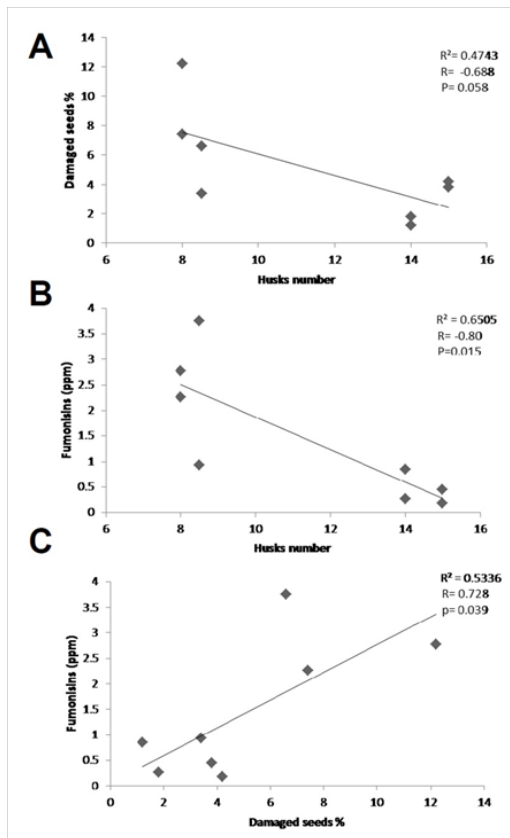 A
14
12
10
8
6
4
2
0
Damaged seeds %
R²= 0.4743
R= -0.688
P= 0.058
6 8 10 12 14 16
Husks number
B
4
3.5
3
2.5
2
1.5
1
0.5
0
Fumonisins (ppm)
R² = 0.6505
R= -0.80
P=0.015
6 8 10 12 14 16
Husks number
C
4
3.5
3
2.5
2
1.5
1
0.5
0
Fumonisins (ppm)
R² = 0.5336
R= 0.728
p= 0.039
0 2 4 6 8 10 12 14
Damaged seeds %